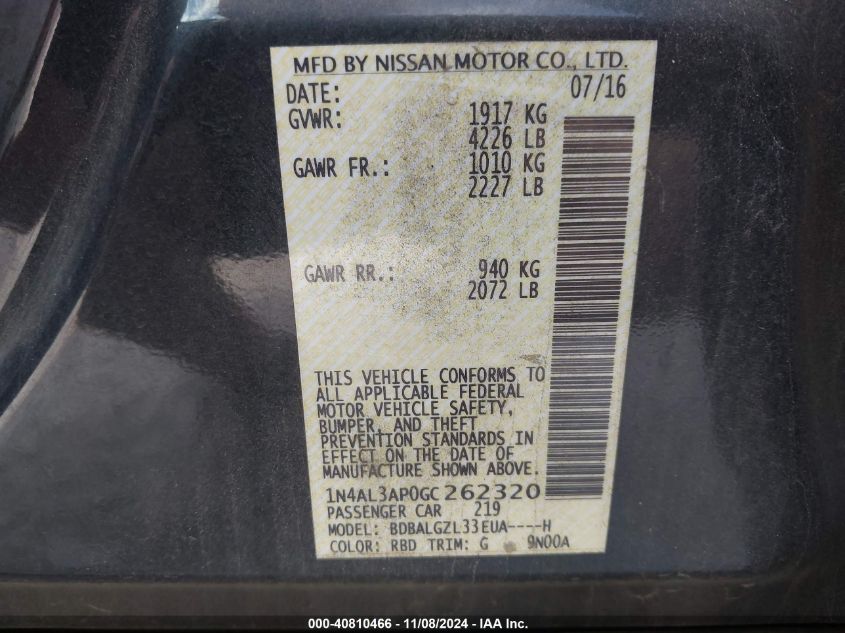 MFD BY NISSAN MOTOR CO., LTD.
DATE: 07/16
GVWR: 1917 KG
4226 LB
GAWR FR.: 1010 KG
2227 LB
GAWR RR.: 940 KG
2072 LB
THIS VEHICLE CONFORMS TO
ALL APPLICABLE FEDERAL
MOTOR VEHICLE SAFETY,
BUMPER, AND THEFT
PREVENTION STANDARDS IN
EFFECT ON THE DATE OF
MANUFACTURE SHOWN ABOVE.
1N4AL3AP0GC262320
PASSENGER CAR 219
MODEL: BDBALGZL33EUA----H
COLOR: RBD TRIM: G 9N00A
000-40810466 - 11/08/2024 - IAA Inc.